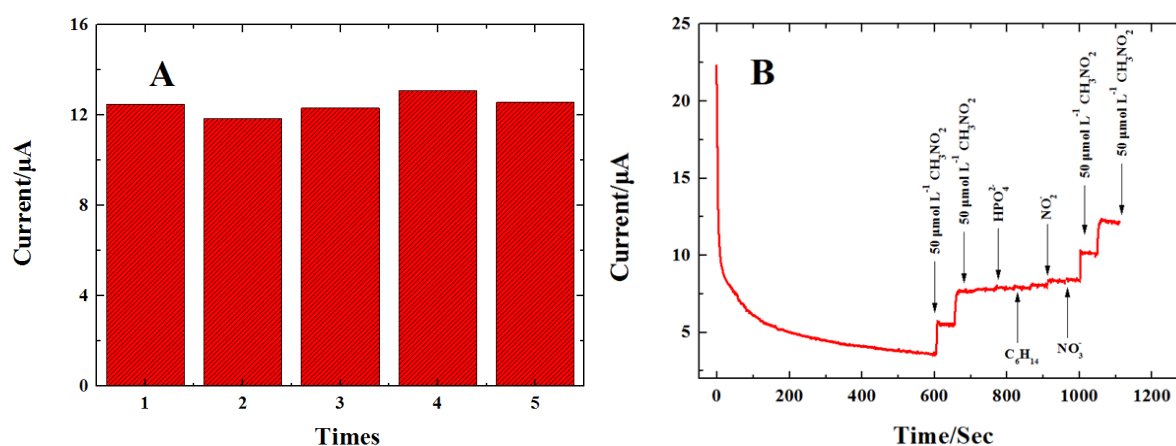 A
Current/μA
16
12
8
4
0
1 2 3 4 5
Times
B
Current/μA
25
20
15
10
5
0 200 400 600 800 1000 1200
Time/Sec
50 μmol L⁻¹ CH₃NO₂
50 μmol L⁻¹ CH₃NO₂
HPO₄²⁻
C₆H₁₄
NO₂⁻
NO₃⁻
50 μmol L⁻¹ CH₃NO₂
50 μmol L⁻¹ CH₃NO₂